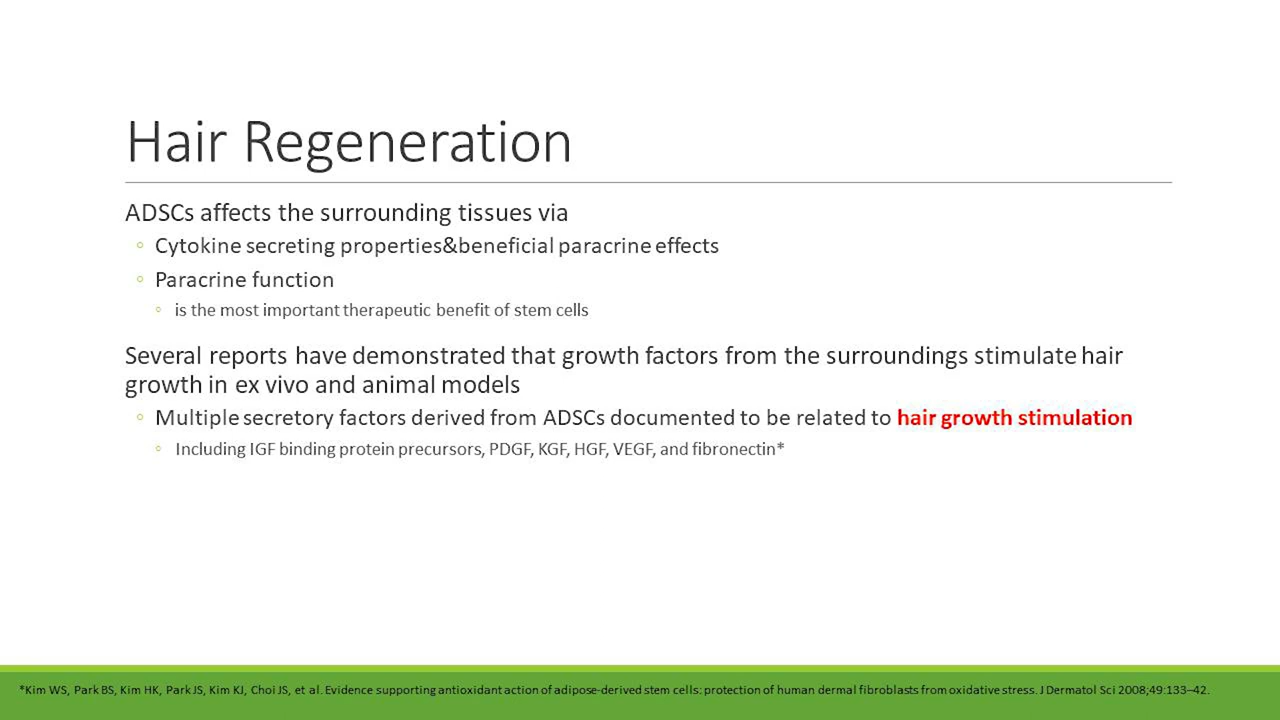 Hair Regeneration
ADSCs affects the surrounding tissues via
Cytokine secreting properties&beneficial paracrine effects
Paracrine function
is the most important therapeutic benefit of stem cells
Several reports have demonstrated that growth factors from the surroundings stimulate hair
growth in ex vivo and animal models
Multiple secretory factors derived from ADSCs documented to be related to hair growth stimulation
Including IGF binding protein precursors, PDGF, KGF, HGF, VEGF, and fibronectin*
*Kim WS, Park BS, Kim HK, Park JS, Kim KJ, Choi JS, et al. Evidence supporting antioxidant action of adipose-derived stem cells: protection of human dermal fibroblasts from oxidative stress. J Dermatol Sci 2008;49:133–42.